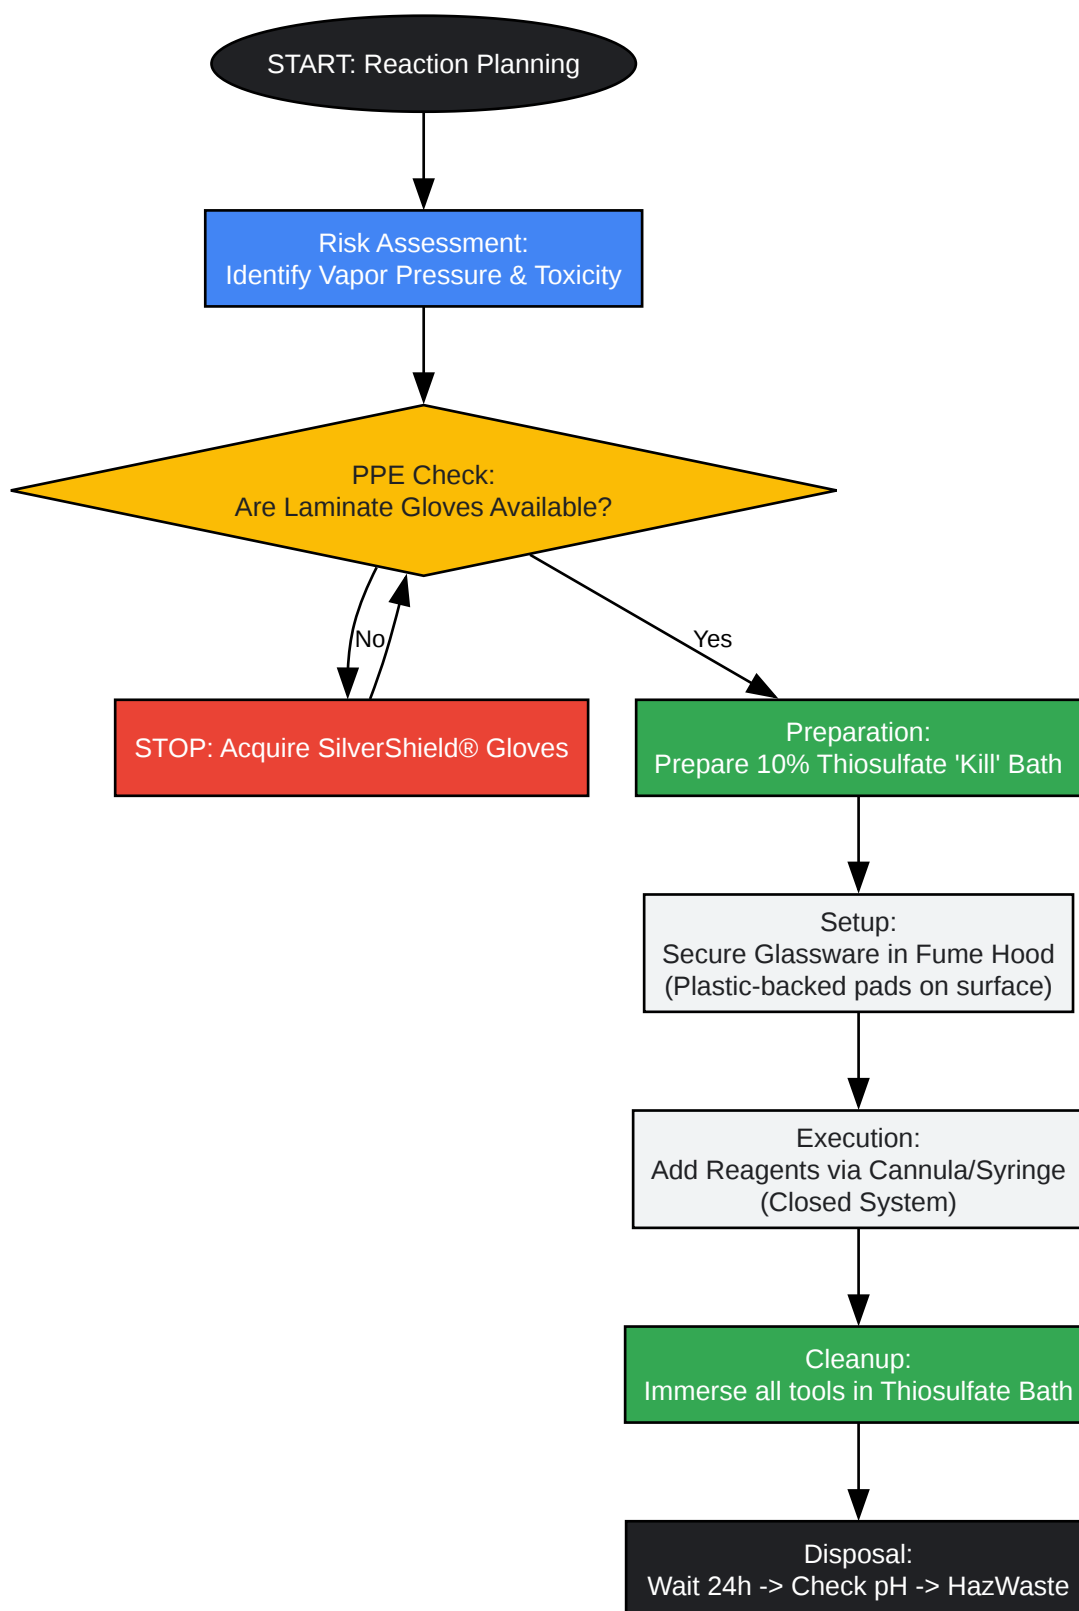 START: Reaction Planning
Risk Assessment:
Identify Vapor Pressure & Toxicity
PPE Check:
Are Laminate Gloves Available?
No
Yes
STOP: Acquire SilverShield® Gloves
Preparation:
Prepare 10% Thiosulfate 'Kill' Bath
Setup:
Secure Glassware in Fume Hood
(Plastic-backed pads on surface)
Execution:
Add Reagents via Cannula/Syringe
(Closed System)
Cleanup:
Immerse all tools in Thiosulfate Bath
Disposal:
Wait 24h -> Check pH -> HazWaste